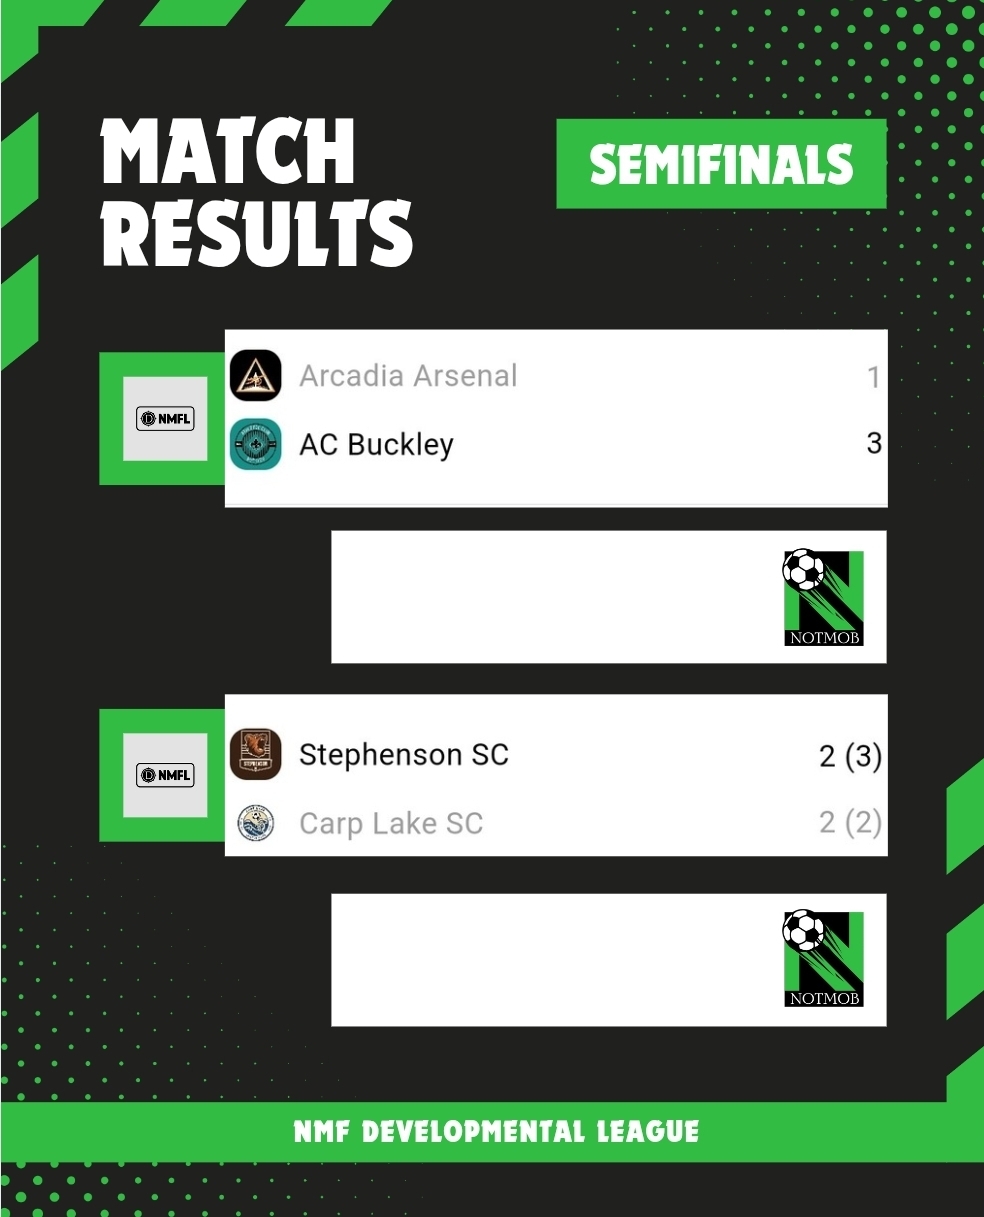 MATCH
RESULTS
SEMIFINALS
NMFL
Arcadia Arsenal 1
AC Buckley 3
NOTMOB
NMFL
Stephenson SC 2 (3)
STEPHENSON
Carp Lake SC 2 (2)
NOTMOB
NMF DEVELOPMENTAL LEAGUE